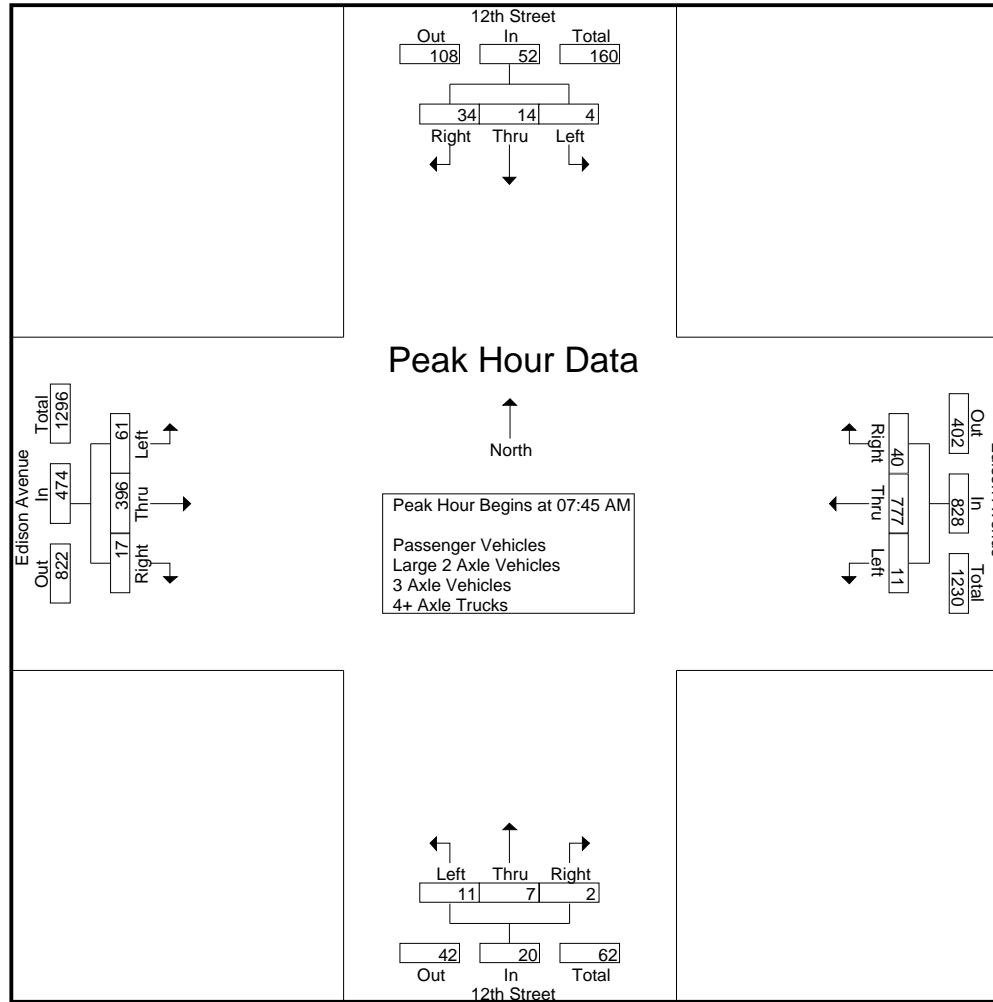 12th Street
Out In Total
108 52 160
34 14 4
Right Thru Left
Peak Hour Data
North
Peak Hour Begins at 07:45 AM
Passenger Vehicles
Large 2 Axle Vehicles
3 Axle Vehicles
4+ Axle Trucks
Edison Avenue
Out In Total
822 474 1296
17 396 61
Right Thru Left
Out In Total
402 828 1230
40 777 11
Right Thru Left
Left Thru Right
11 7 2
42 20 62
Out In Total
12th Street